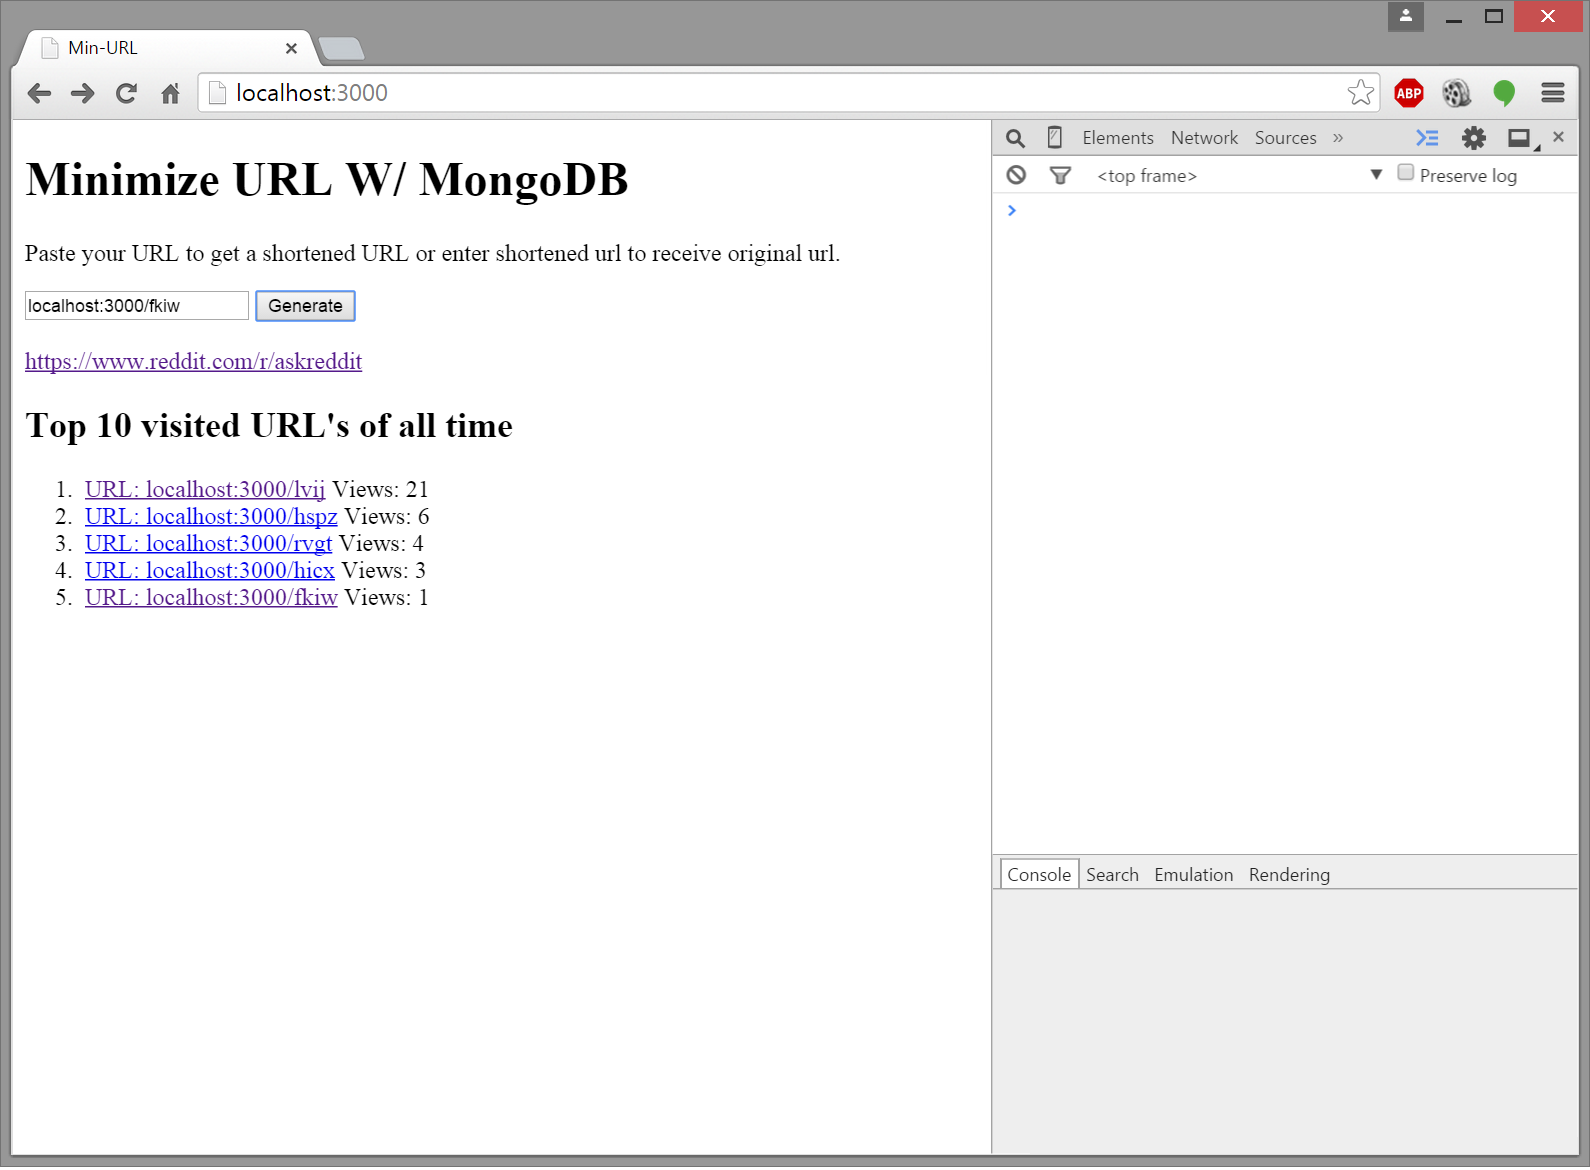 Min-URL
localhost:3000
ABP
Minimize URL W/ MongoDB
Paste your URL to get a shortened URL or enter shortened url to receive original url.
localhost:3000/fkiw Generate
https://www.reddit.com/r/askreddit
Top 10 visited URL's of all time
1. URL: localhost:3000/lvij Views: 21
2. URL: localhost:3000/hspz Views: 6
3. URL: localhost:3000/rvgt Views: 4
4. URL: localhost:3000/hicx Views: 3
5. URL: localhost:3000/fkiw Views: 1
Elements Network Sources »
<top frame> Preserve log
Console Search Emulation Rendering